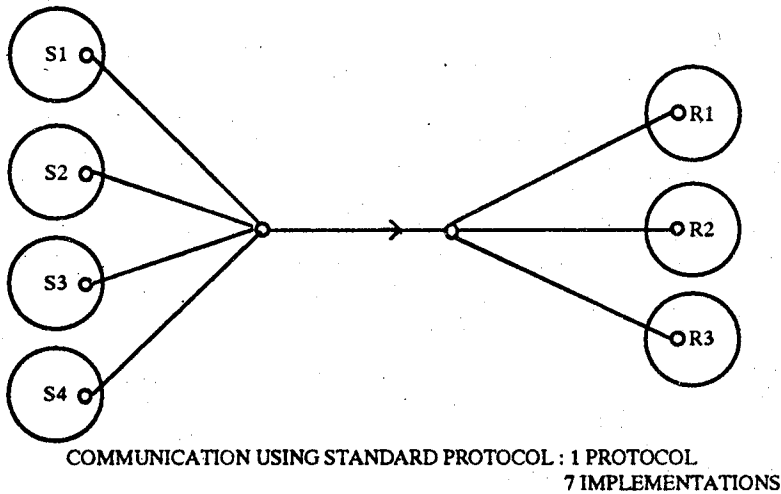 S1
S2
S3
S4
R1
R2
R3
COMMUNICATION USING STANDARD PROTOCOL : 1 PROTOCOL
7 IMPLEMENTATIONS